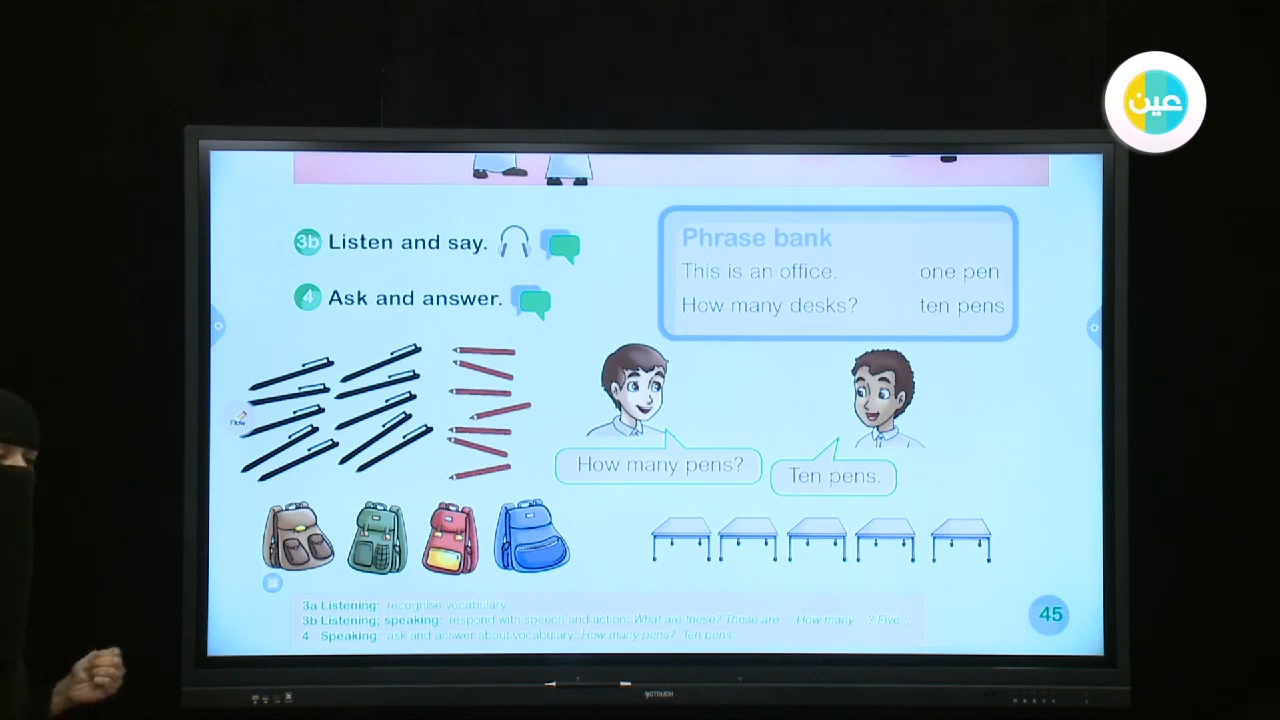 عين
3b Listen and say.
4 Ask and answer.
Phrase bank
This is an office. one pen
How many desks? ten pens
Flow
How many pens?
Ten pens.
3a Listening: recognise vocabulary
3b Listening; speaking: respond with speech and action: What are these? These are ... How many ...? Five...
4 Speaking: ask and answer about vocabulary: How many pens? Ten pens.
45
YQTOUCH